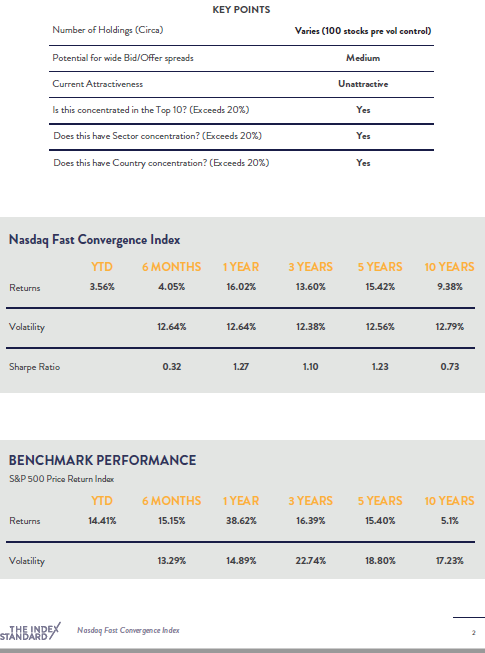 KEY POINTS
Number of Holdings (Circa) Varies (100 stocks pre vol control)
Potential for wide Bid/Offer spreads Medium
Current Attractiveness Unattractive
Is this concentrated in the Top 10? (Exceeds 20%) Yes
Does this have Sector concentration? (Exceeds 20%) Yes
Does this have Country concentration? (Exceeds 20%) Yes
Nasdaq Fast Convergence Index
YTD 6 MONTHS 1 YEAR 3 YEARS 5 YEARS 10 YEARS
Returns 3.56% 4.05% 16.02% 13.60% 15.42% 9.38%
Volatility 12.64% 12.64% 12.38% 12.56% 12.79%
Sharpe Ratio 0.32 1.27 1.10 1.23 0.73
BENCHMARK PERFORMANCE
S&P 500 Price Return Index
YTD 6 MONTHS 1 YEAR 3 YEARS 5 YEARS 10 YEARS
Returns 14.41% 15.15% 38.62% 16.39% 15.40% 5.1%
Volatility 13.29% 14.89% 22.74% 18.80% 17.23%
THE INDEX
STANDARD
Nasdaq Fast Convergence Index
2